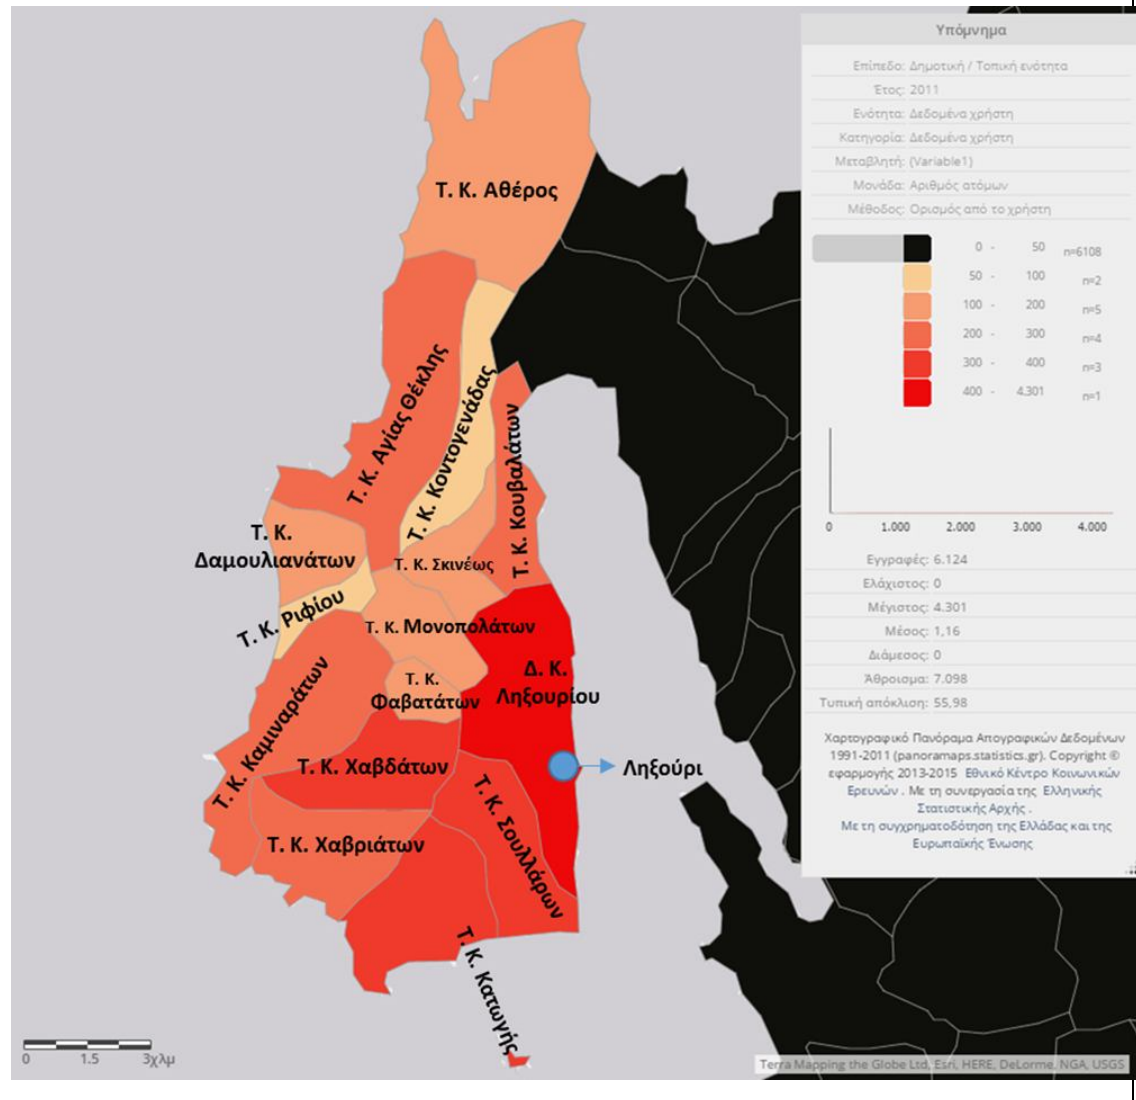 Τ. Κ. Αθέρος
Τ. Κ. Αγίας Θέκλης
Τ. Κ. Κοντογενάδας
Τ. Κ. Κουβαλάτων
Τ. Κ.
Δαμουλιανάτων
Τ. Κ. Σκινέως
Τ. Κ. Ριφίου
Τ. Κ. Μονοπολάτων
Τ. Κ.
Φαβατάτων
Δ. Κ.
Ληξουρίου
Τ. Κ. Καμιναράτων
Τ. Κ. Χαβδάτων
Ληξούρι
Τ. Κ. Σουλλάρων
Τ. Κ. Χαβριάτων
Τ. Κ. Κατωγής
0 1.5 3χλμ
Υπόμνημα
Επίπεδο: Δημοτική / Τοπική ενότητα
Έτος: 2011
Ενότητα: Δεδομένα χρήστη
Κατηγορία: Δεδομένα χρήστη
Μεταβλητή: (Variable1)
Μονάδα: Αριθμός ατόμων
Μέθοδος: Ορισμός από το χρήστη
0 - 50 n=6108
50 - 100 n=2
100 - 200 n=5
200 - 300 n=4
300 - 400 n=3
400 - 4.301 n=1
0 1.000 2.000 3.000 4.000
Εγγραφές: 6.124
Ελάχιστος: 0
Μέγιστος: 4.301
Μέσος: 1,16
Διάμεσος: 0
Άθροισμα: 7.098
Τυπική απόκλιση: 55,98
Χαρτογραφικό Πανόραμα Απογραφικών Δεδομένων
1991-2011 (panoramaps.statistics.gr). Copyright ©
εφαρμογής 2013-2015 Εθνικό Κέντρο Κοινωνικών
Ερευνών . Με τη συνεργασία της Ελληνικής
Στατιστικής Αρχής .
Με τη συγχρηματοδότηση της Ελλάδας και της
Ευρωπαϊκής Ένωσης
Terra Mapping the Globe Ltd, Esri, HERE, DeLorme, NGA, USGS